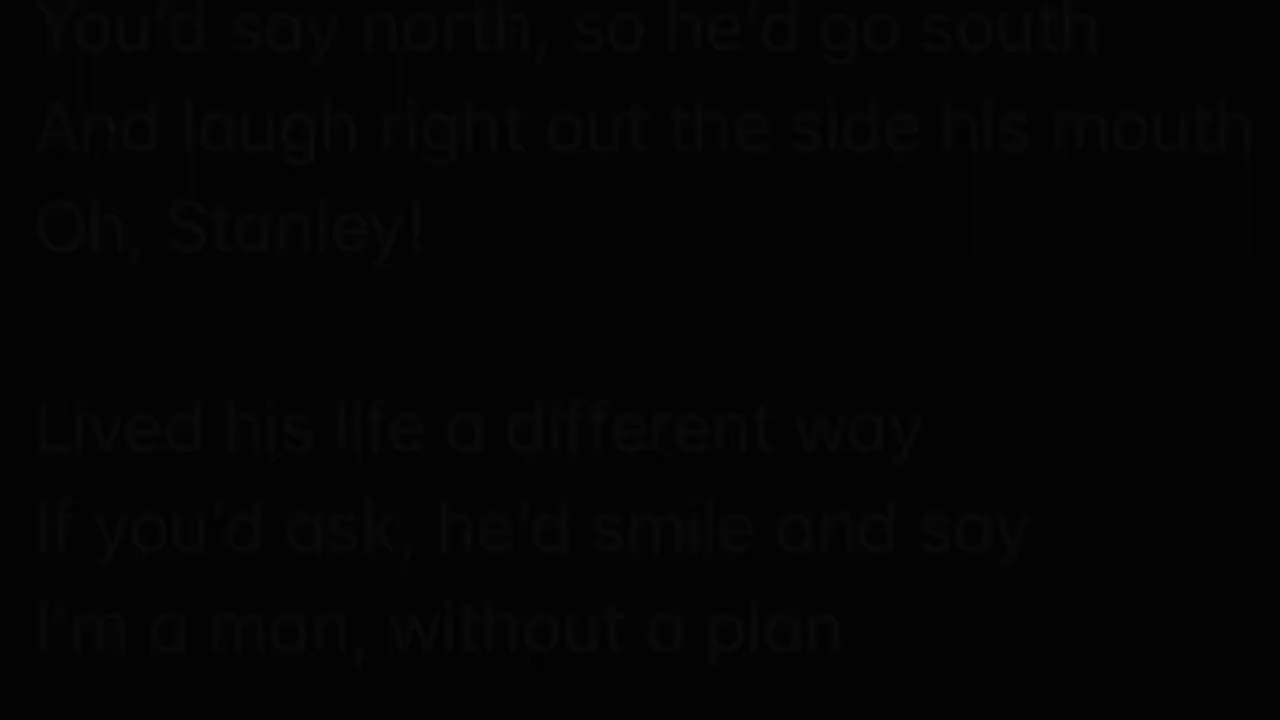 You'd say north, so he'd go south
And laugh right out the side his mouth
Oh, Stanley!
Lived his life a different way
If you'd ask, he'd smile and say
I'm a man, without a plan